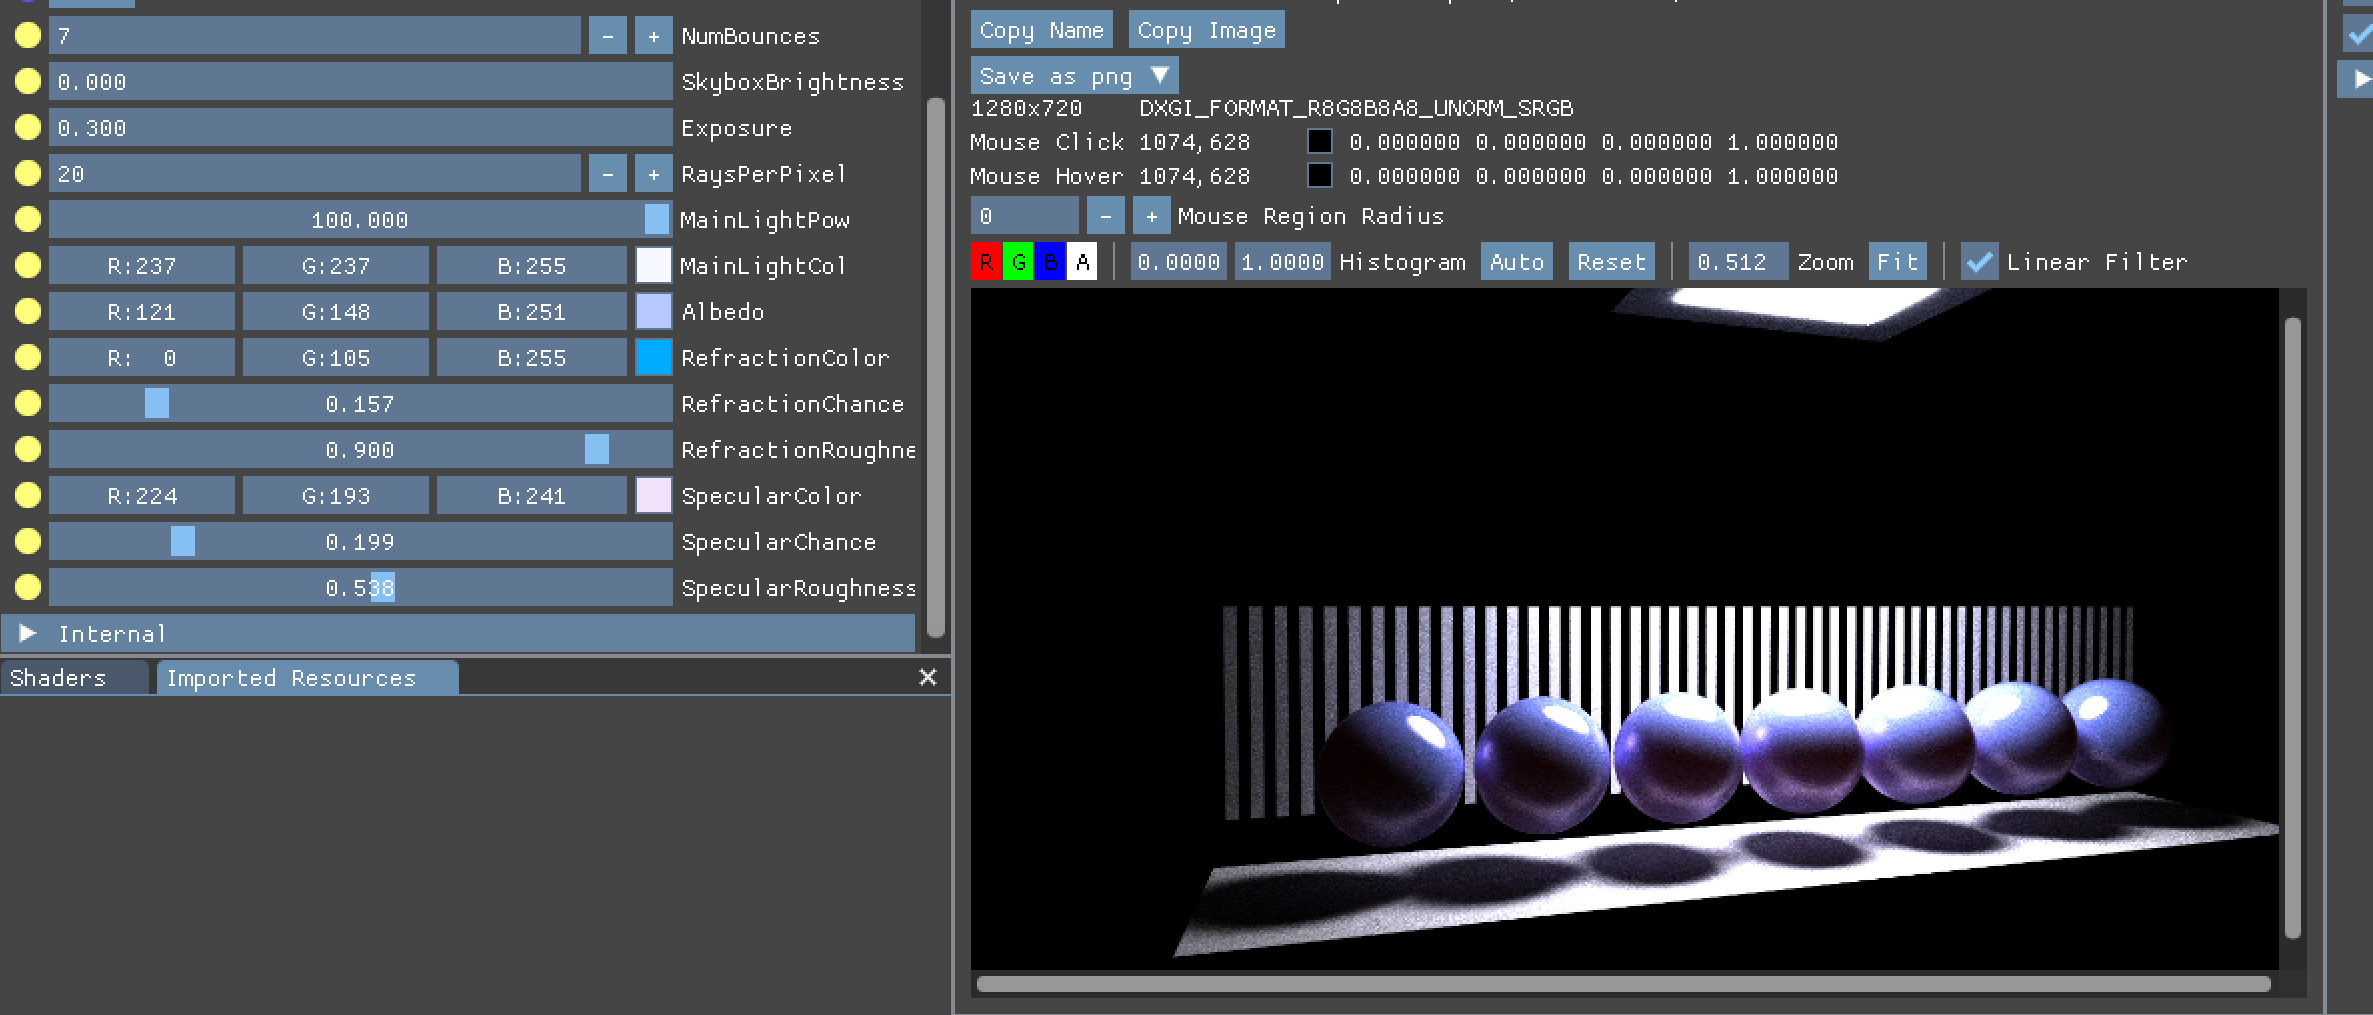 7 - + NumBounces
0.000 SkyboxBrightness
0.300 Exposure
20 - + RaysPerPixel
100.000 MainLightPow
R:237 G:237 B:255 MainLightCol
R:121 G:148 B:251 Albedo
R: 0 G:105 B:255 RefractionColor
0.157 RefractionChance
0.900 RefractionRoughne
R:224 G:193 B:241 SpecularColor
0.199 SpecularChance
0.538 SpecularRoughness
Internal
Shaders Imported Resources
Copy Name Copy Image
Save as png
1280x720 DXGI_FORMAT_R8G8B8A8_UNORM_SRGB
Mouse Click 1074,628 0.000000 0.000000 0.000000 1.000000
Mouse Hover 1074,628 0.000000 0.000000 0.000000 1.000000
0 - + Mouse Region Radius
R G B A 0.0000 1.0000 Histogram Auto Reset 0.512 Zoom Fit Linear Filter